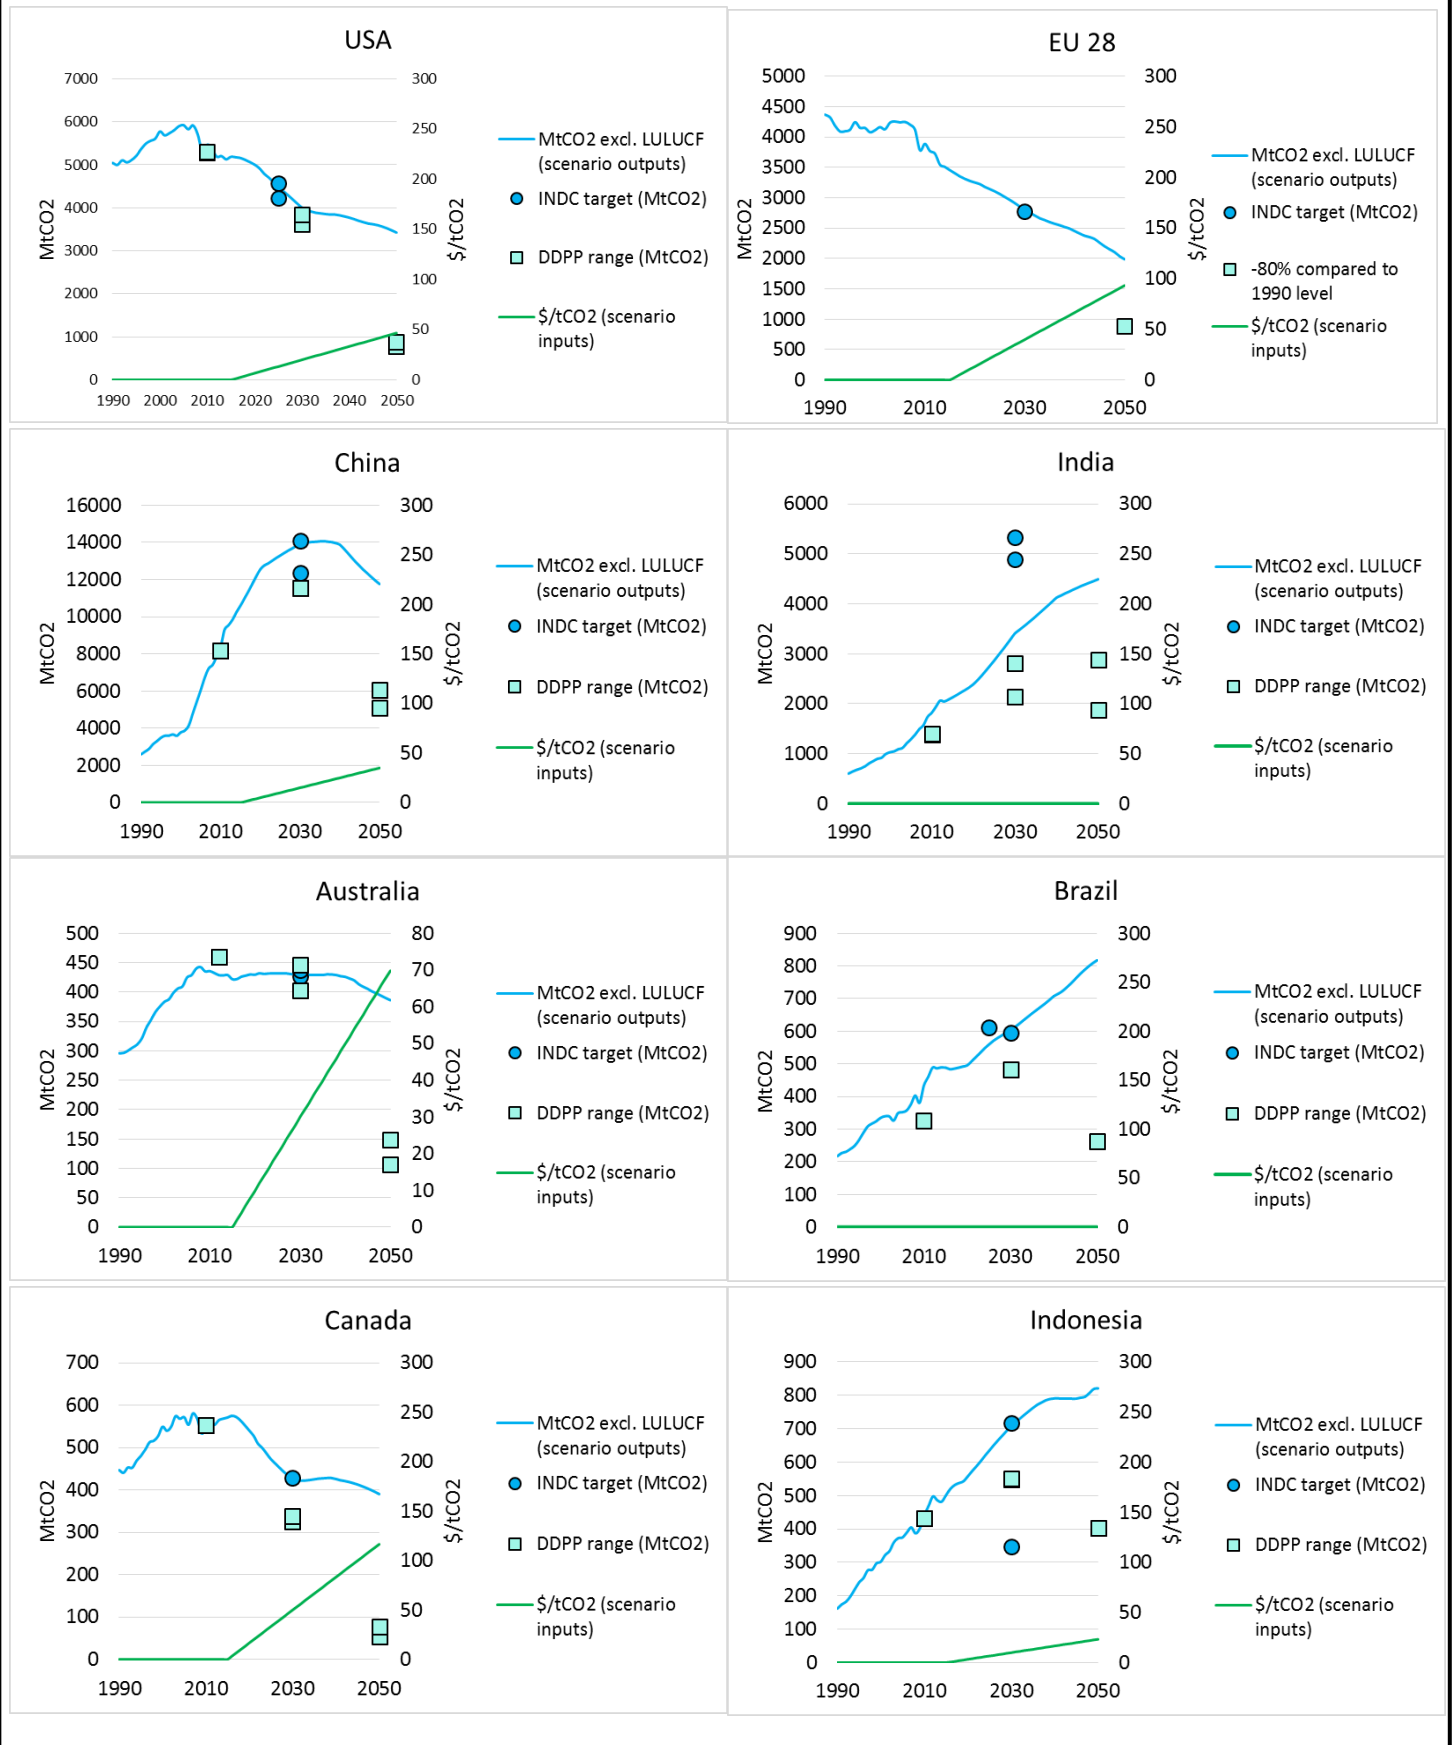 USA
7000
6000
5000
4000
3000
2000
1000
0
MtCO2
300
250
200
150
100
50
0
$/tCO2
1990 2000 2010 2020 2030 2040 2050
MtCO2 excl. LULUCF
(scenario outputs)
INDC target (MtCO2)
DDPP range (MtCO2)
$/tCO2 (scenario
inputs)
EU 28
5000
4500
4000
3500
3000
2500
2000
1500
1000
500
0
MtCO2
300
250
200
150
100
50
0
$/tCO2
1990 2010 2030 2050
MtCO2 excl. LULUCF
(scenario outputs)
INDC target (MtCO2)
-80% compared to
1990 level
$/tCO2 (scenario
inputs)
China
16000
14000
12000
10000
8000
6000
4000
2000
0
MtCO2
300
250
200
150
100
50
0
$/tCO2
1990 2010 2030 2050
MtCO2 excl. LULUCF
(scenario outputs)
INDC target (MtCO2)
DDPP range (MtCO2)
$/tCO2 (scenario
inputs)
India
6000
5000
4000
3000
2000
1000
0
MtCO2
300
250
200
150
100
50
0
$/tCO2
1990 2010 2030 2050
MtCO2 excl. LULUCF
(scenario outputs)
INDC target (MtCO2)
DDPP range (MtCO2)
$/tCO2 (scenario
inputs)
Australia
500
450
400
350
300
250
200
150
100
50
0
MtCO2
80
70
60
50
40
30
20
10
0
$/tCO2
1990 2010 2030 2050
MtCO2 excl. LULUCF
(scenario outputs)
INDC target (MtCO2)
DDPP range (MtCO2)
$/tCO2 (scenario
inputs)
Brazil
900
800
700
600
500
400
300
200
100
0
MtCO2
300
250
200
150
100
50
0
$/tCO2
1990 2010 2030 2050
MtCO2 excl. LULUCF
(scenario outputs)
INDC target (MtCO2)
DDPP range (MtCO2)
$/tCO2 (scenario
inputs)
Canada
700
600
500
400
300
200
100
0
MtCO2
300
250
200
150
100
50
0
$/tCO2
1990 2010 2030 2050
MtCO2 excl. LULUCF
(scenario outputs)
INDC target (MtCO2)
DDPP range (MtCO2)
$/tCO2 (scenario
inputs)
Indonesia
900
800
700
600
500
400
300
200
100
0
MtCO2
300
250
200
150
100
50
0
$/tCO2
1990 2010 2030 2050
MtCO2 excl. LULUCF
(scenario outputs)
INDC target (MtCO2)
DDPP range (MtCO2)
$/tCO2 (scenario
inputs)